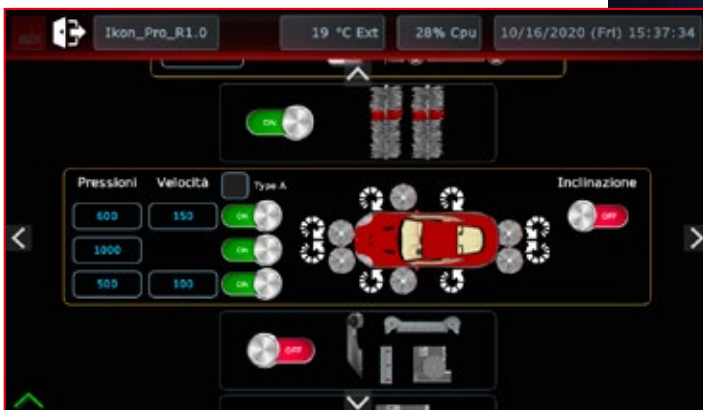 Ikon_Pro_R1.0 19 °C Ext 28% Cpu 10/16/2020 (Fri) 15:37:34
ON
Pressioni Velocità Type A Inclinazione
600 150 ON OFF
1000 ON
500 100 ON
OFF